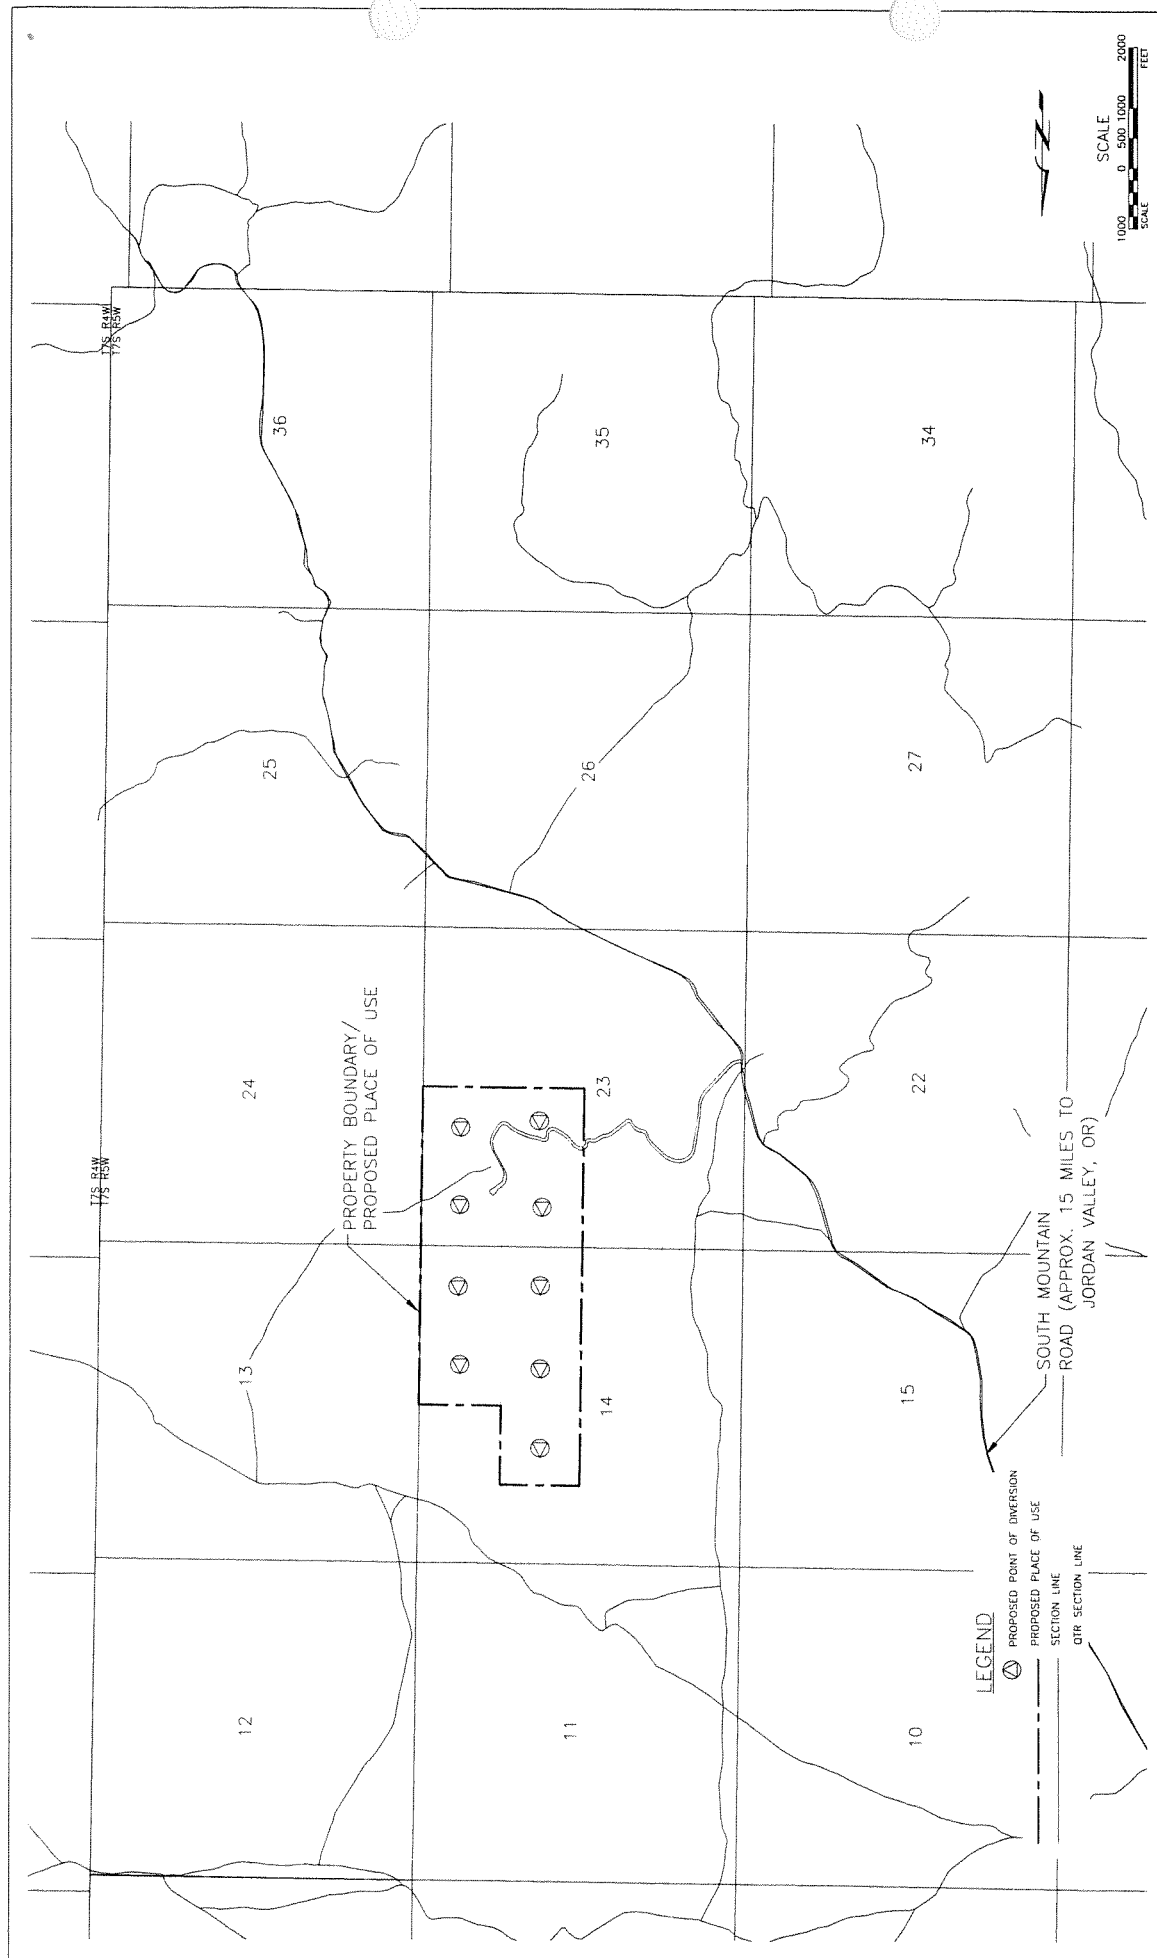 T7S R4W
T7S R5W
36
35
34
25
26
27
24
23
22
13
14
15
12
11
10
T7S R4W
T7S R5W
PROPERTY BOUNDARY/
PROPOSED PLACE OF USE
SOUTH MOUNTAIN
ROAD (APPROX. 15 MILES TO
JORDAN VALLEY, OR)
LEGEND
PROPOSED POINT OF DIVERSION
PROPOSED PLACE OF USE
SECTION LINE
QTR SECTION LINE
N
SCALE
1000 0 500 1000 2000
SCALE FEET